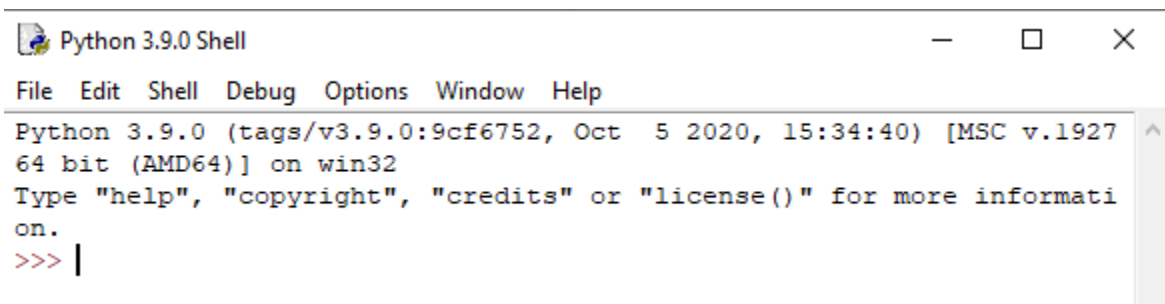 Python 3.9.0 Shell
File Edit Shell Debug Options Window Help
Python 3.9.0 (tags/v3.9.0:9cf6752, Oct  5 2020, 15:34:40) [MSC v.1927
64 bit (AMD64)] on win32
Type "help", "copyright", "credits" or "license()" for more informati
on.
>>>